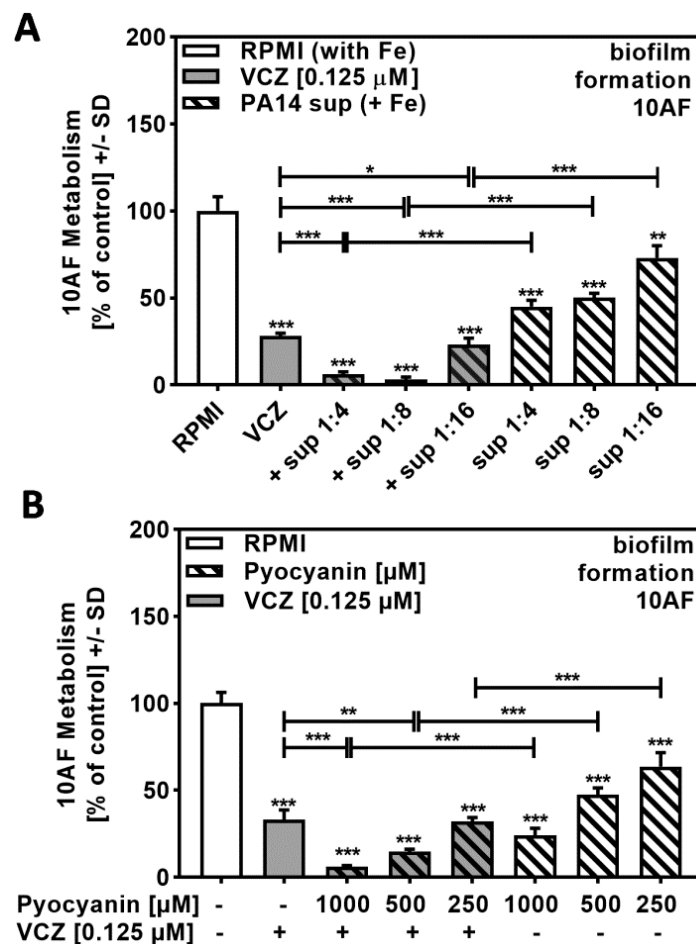 A
200
150
100
50
0
10AF Metabolism
[% of control] +/- SD
RPMI (with Fe)
VCZ [0.125 μM]
PA14 sup (+ Fe)
biofilm
formation
10AF
*
***
***
***
***
***
***
***
***
***
***
***
**
RPMI
VCZ
+ sup 1:4
+ sup 1:8
+ sup 1:16
sup 1:4
sup 1:8
sup 1:16
B
200
150
100
50
0
10AF Metabolism
[% of control] +/- SD
RPMI
Pyocyanin [µM]
VCZ [0.125 µM]
biofilm
formation
10AF
***
**
***
***
***
***
***
***
***
***
***
***
Pyocyanin [µM] - - 1000 500 250 1000 500 250
VCZ [0.125 µM] - + + + + - - -